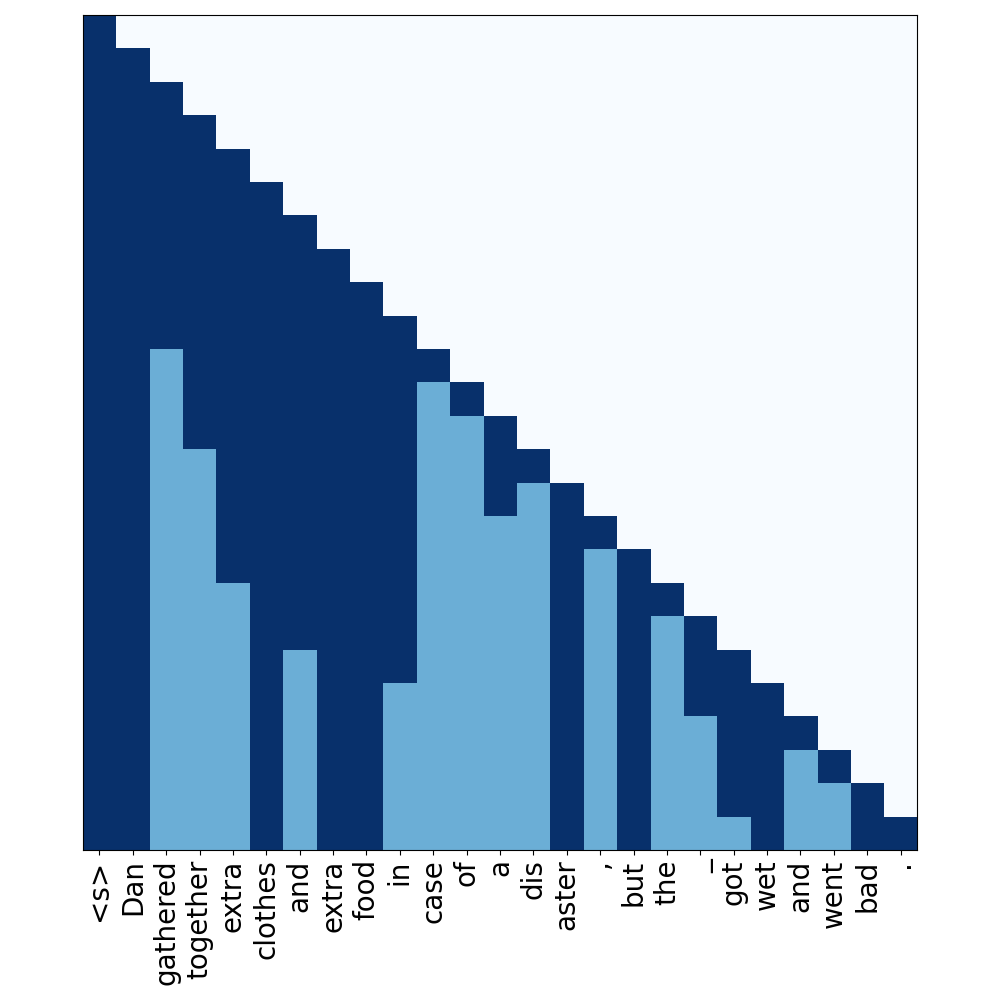 <s> Dan gathered together extra clothes and extra food in case of a dis aster , but the _ got wet and went bad .